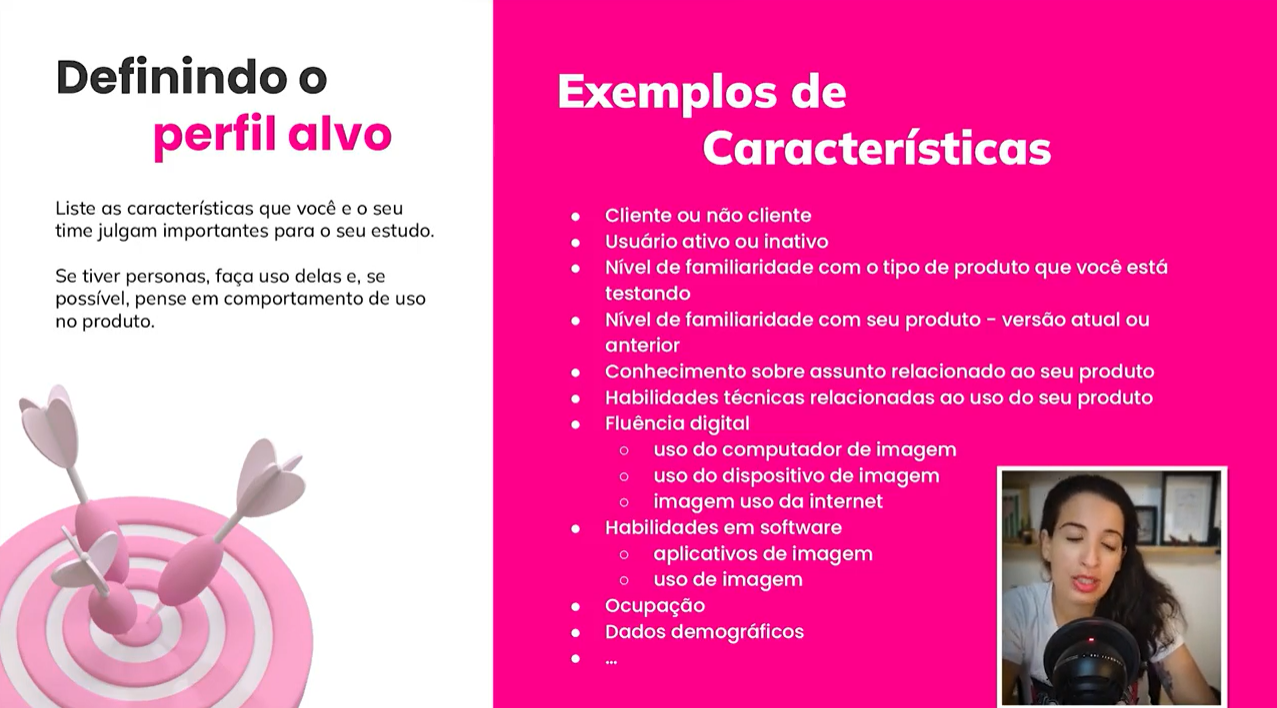 Definindo o
perfil alvo
Liste as características que você e o seu
time julgam importantes para o seu estudo.
Se tiver personas, faça uso delas e, se
possível, pense em comportamento de uso
no produto.
Exemplos de
Características
● Cliente ou não cliente
● Usuário ativo ou inativo
● Nível de familiaridade com o tipo de produto que você está
testando
● Nível de familiaridade com seu produto - versão atual ou
anterior
● Conhecimento sobre assunto relacionado ao seu produto
● Habilidades técnicas relacionadas ao uso do seu produto
● Fluência digital
○ uso do computador de imagem
○ uso do dispositivo de imagem
○ imagem uso da internet
● Habilidades em software
○ aplicativos de imagem
○ uso de imagem
● Ocupação
● Dados demográficos
● ...